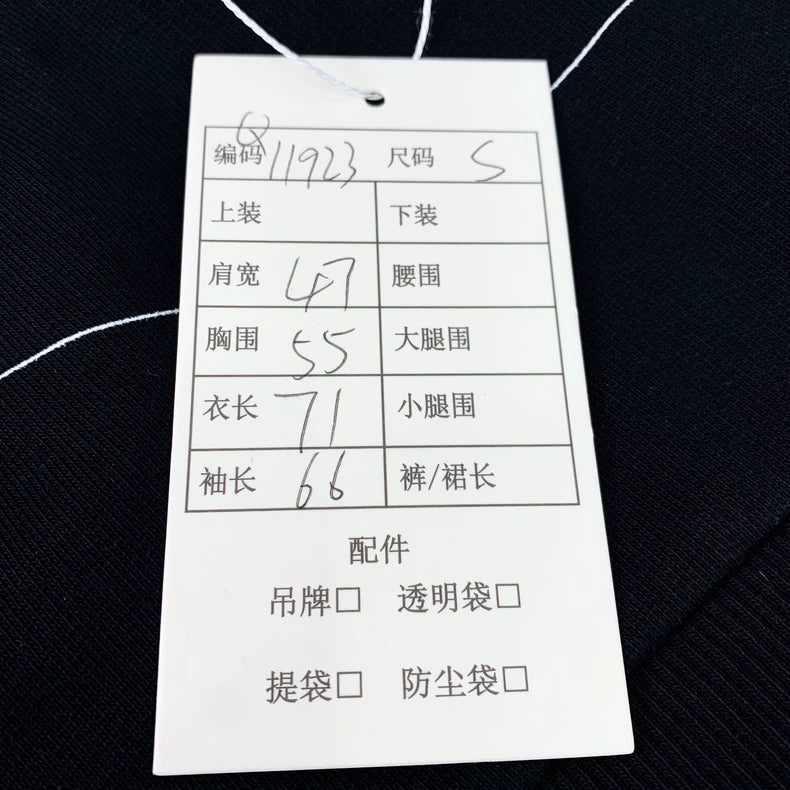 编码 Q11923 尺码 S
上装 下装
肩宽 47 腰围
胸围 55 大腿围
衣长 71 小腿围
袖长 66 裤/裙长
配件
吊牌□ 透明袋□
提袋□ 防尘袋□